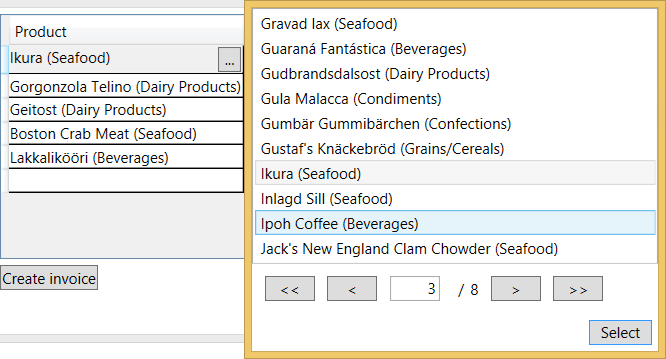 Product
Ikura (Seafood)
...
Gorgonzola Telino (Dairy Products)
Geitost (Dairy Products)
Boston Crab Meat (Seafood)
Lakkalikööri (Beverages)
Create invoice
Gravad lax (Seafood)
Guaraná Fantástica (Beverages)
Gudbrandsdalsost (Dairy Products)
Gula Malacca (Condiments)
Gumbär Gummibärchen (Confections)
Gustaf's Knäckebröd (Grains/Cereals)
Ikura (Seafood)
Inlagd Sill (Seafood)
Ipoh Coffee (Beverages)
Jack's New England Clam Chowder (Seafood)
<< < 3 / 8 > >>
Select